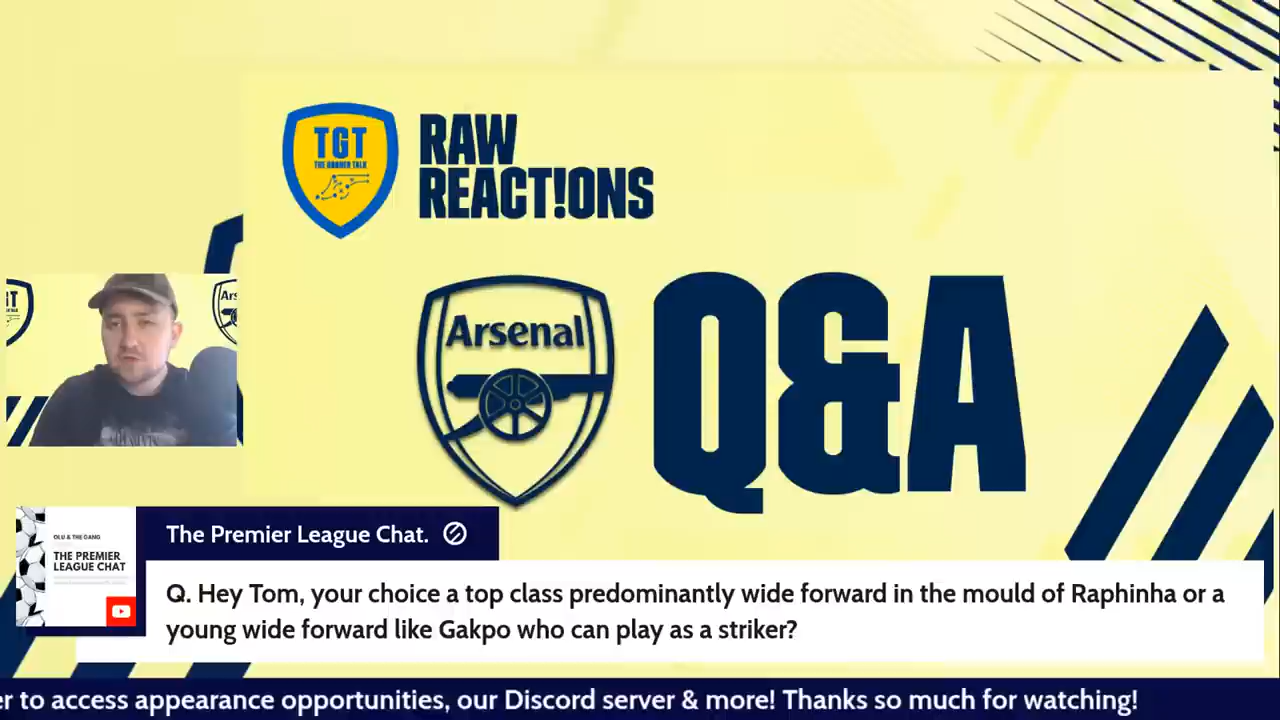 TGT
THE GOONER TALK
RAW
REACT!ONS
Arsenal
Q&A
OLU & THE GANG
THE PREMIER
LEAGUE CHAT
The Premier League Chat.
Q. Hey Tom, your choice a top class predominantly wide forward in the mould of Raphinha or a
young wide forward like Gakpo who can play as a striker?
er to access appearance opportunities, our Discord server & more! Thanks so much for watching!